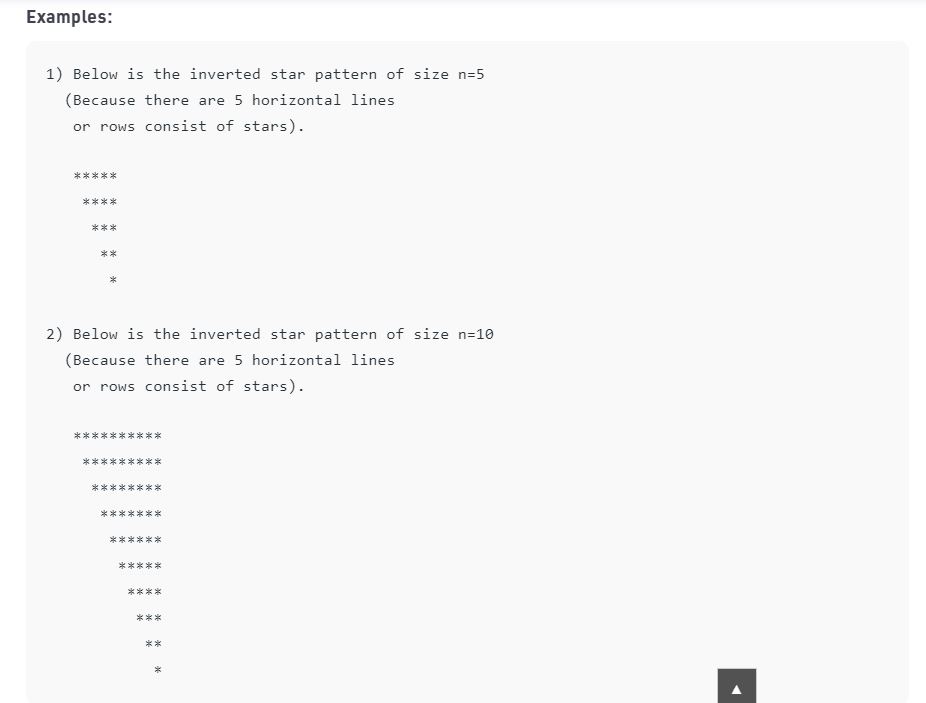 Examples:
1) Below is the inverted star pattern of size n=5
(Because there are 5 horizontal lines
or rows consist of stars).
*****
****
***
**
*
2) Below is the inverted star pattern of size n=10
(Because there are 5 horizontal lines
or rows consist of stars).
**********
*********
********
*******
******
*****
****
***
**
*